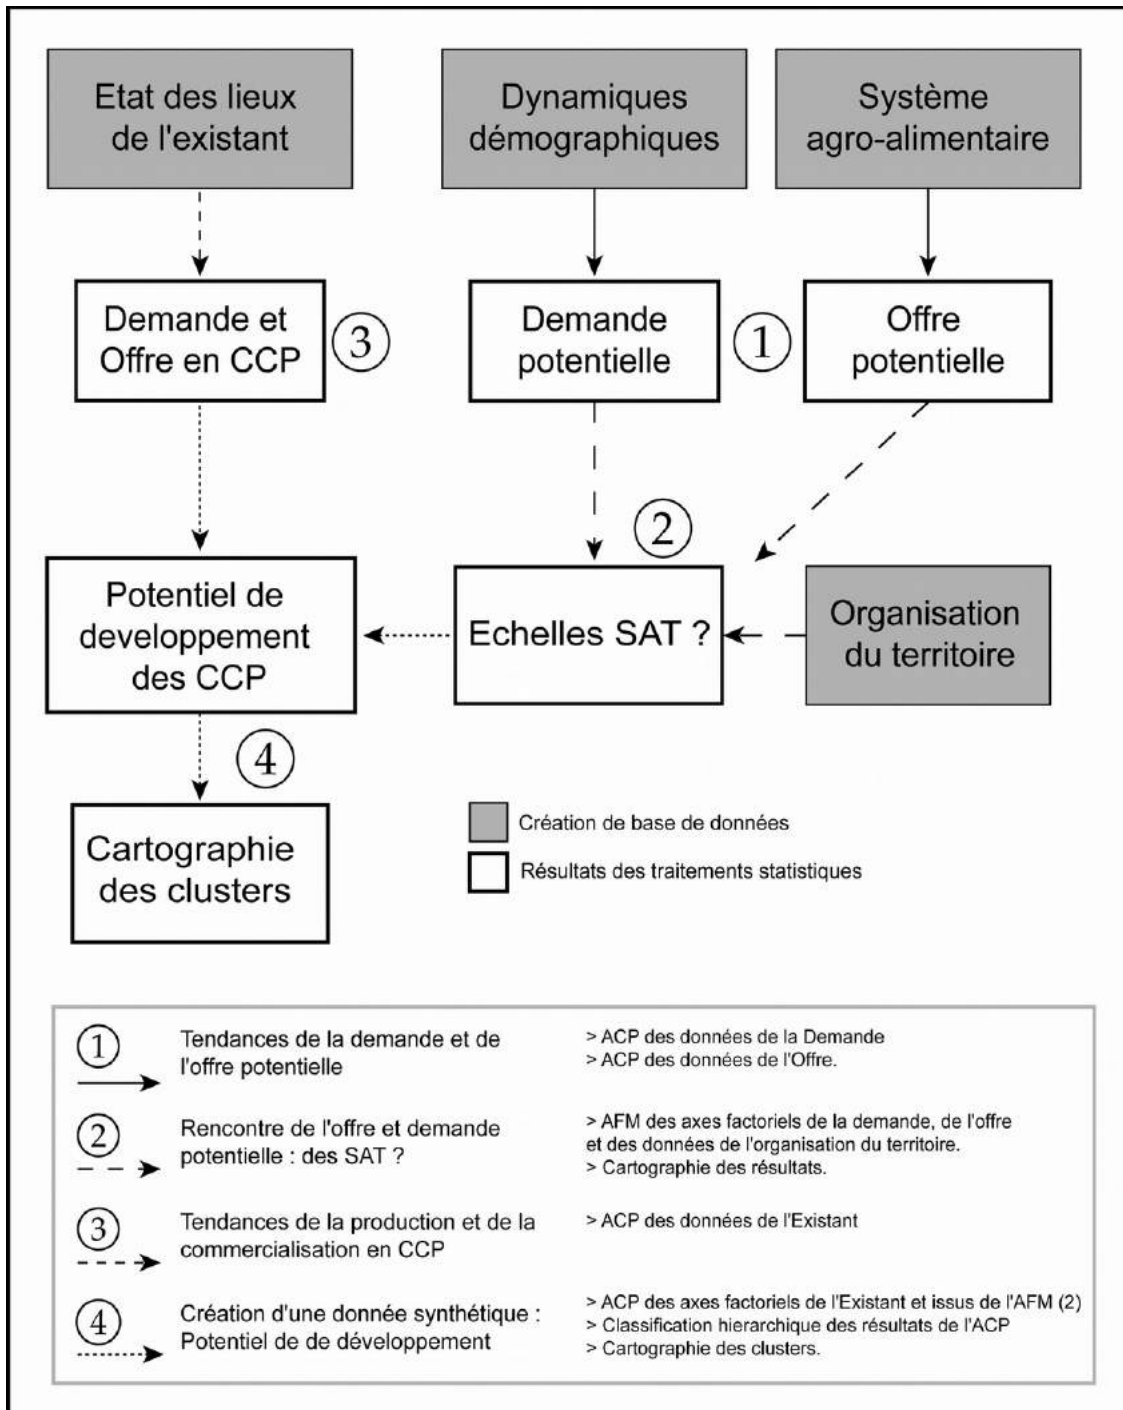 Etat des lieux
de l'existant
Dynamiques
démographiques
Système
agro-alimentaire
Demande et
Offre en CCP
3
Demande
potentielle
1
Offre
potentielle
2
Potentiel de
developpement
des CCP
Echelles SAT ?
Organisation
du territoire
4
Cartographie
des clusters
Création de base de données
Résultats des traitements statistiques
1
Tendances de la demande et de
l'offre potentielle
> ACP des données de la Demande
> ACP des données de l'Offre.
2
Rencontre de l'offre et demande
potentielle : des SAT ?
> AFM des axes factoriels de la demande, de l'offre
et des données de l'organisation du territoire.
> Cartographie des résultats.
3
Tendances de la production et de la
commercialisation en CCP
> ACP des données de l'Existant
4
Création d'une donnée synthétique :
Potentiel de de développement
> ACP des axes factoriels de l'Existant et issus de l'AFM (2)
> Classification hierarchique des résultats de l'ACP
> Cartographie des clusters.